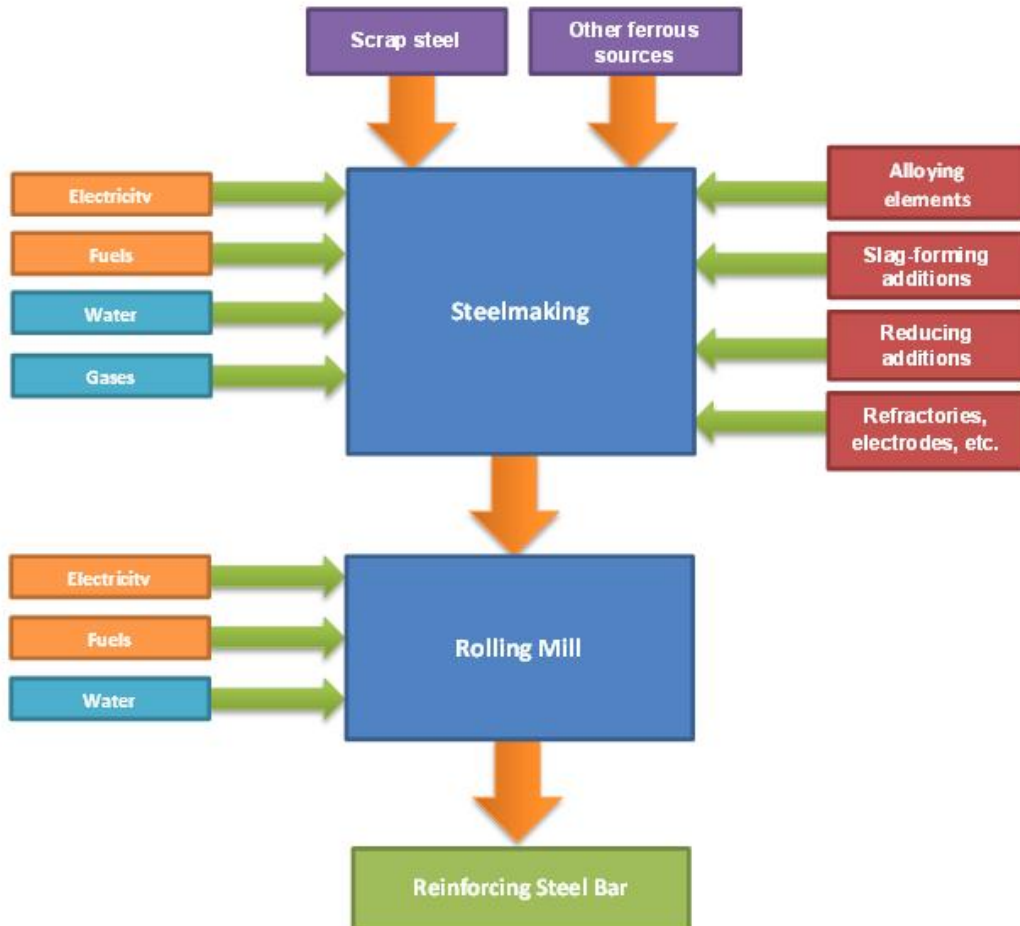 Scrap steel
Other ferrous
sources
Electricity
Fuels
Water
Gases
Steelmaking
Alloying
elements
Slag-forming
additions
Reducing
additions
Refractories,
electrodes, etc.
Electricity
Fuels
Water
Rolling Mill
Reinforcing Steel Bar